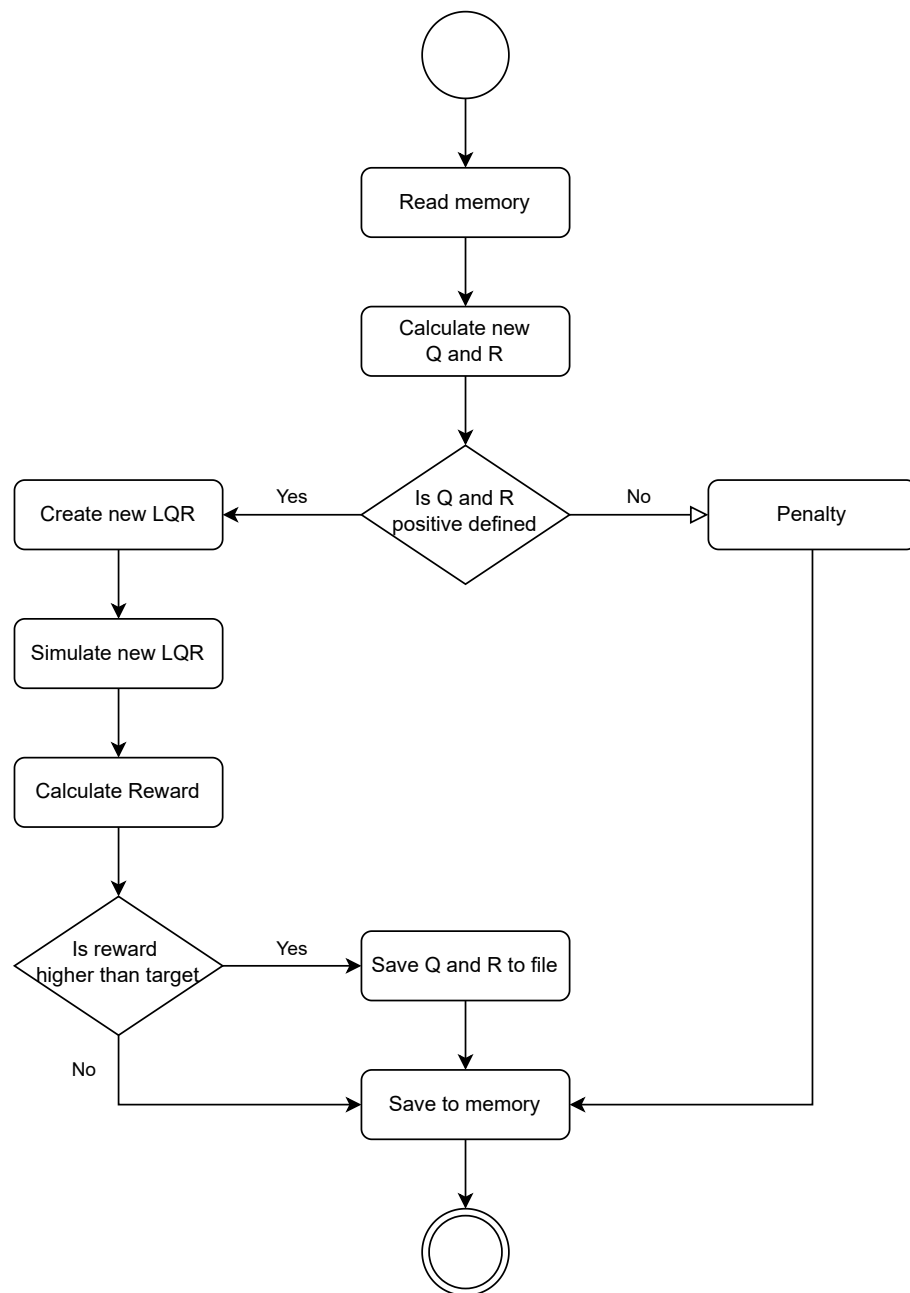 Read memory
Calculate new
Q and R
Is Q and R
positive defined
Yes
No
Create new LQR
Penalty
Simulate new LQR
Calculate Reward
Is reward
higher than target
Yes
Save Q and R to file
No
Save to memory